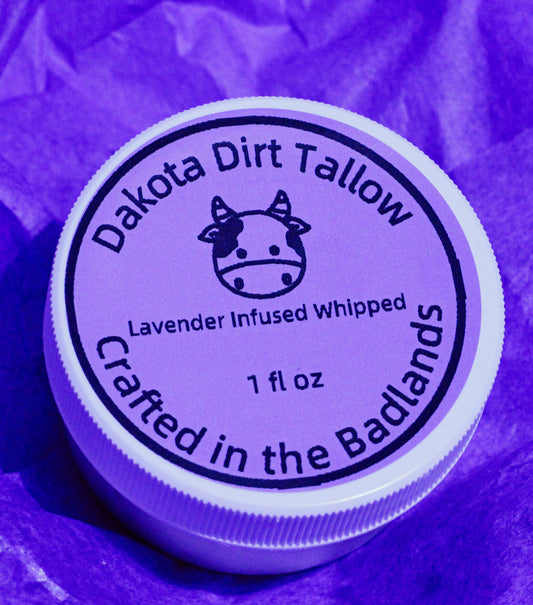 Dakota Dirt Tallow
Lavender Infused Whipped
1 fl oz
Crafted in the Badlands